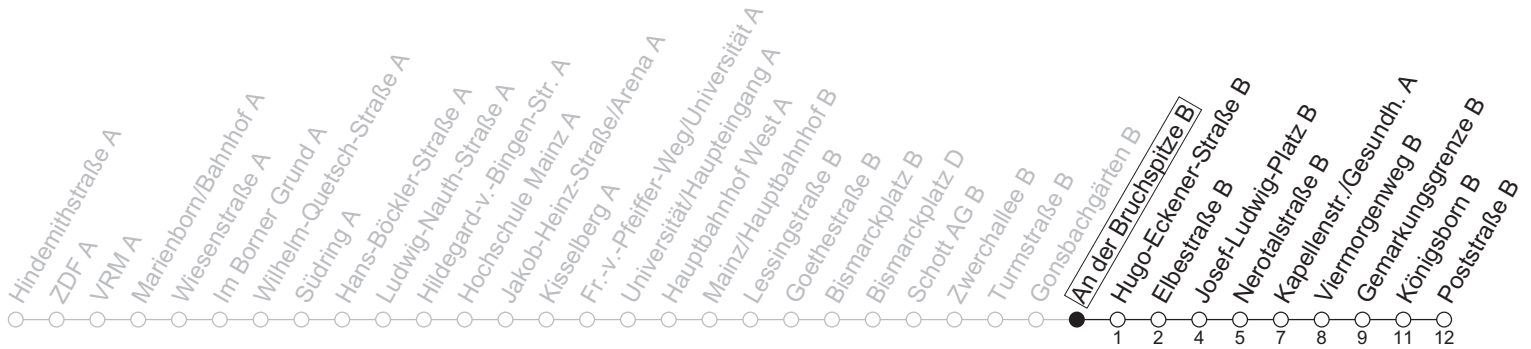 Hindemithstraße A
ZDF A
VRM A
Marienborn/Bahnhof A
Wiesenstraße A
Im Borner Grund A
Wilhelm-Quetsch-Straße A
Südring A
Hans-Böckler-Straße A
Ludwig-Nauth-Straße A
Hildegard-v.-Bingen-Str. A
Hochschule Mainz A
Jakob-Heinz-Straße/Arena A
Kisselberg A
Fr.-v.-Pfeiffer-Weg/Universität A
Universität/Haupteingang A
Hauptbahnhof West A
Mainz/Hauptbahnhof B
Lessingstraße B
Goethestraße B
Bismarckplatz B
Bismarckplatz D
Schott AG B
Zwerchallee B
Turmstraße B
Gonsbachgärten B
An der Bruchspitze B
Hugo-Eckener-Straße B
Elbestraße B
Josef-Ludwig-Platz B
Nerotalstraße B
Kapellenstr./Gesundh. A
Viermorgenweg B
Gemarkungsgrenze B
Königsborn B
Poststraße B
1 2 4 5 7 8 9 11 12